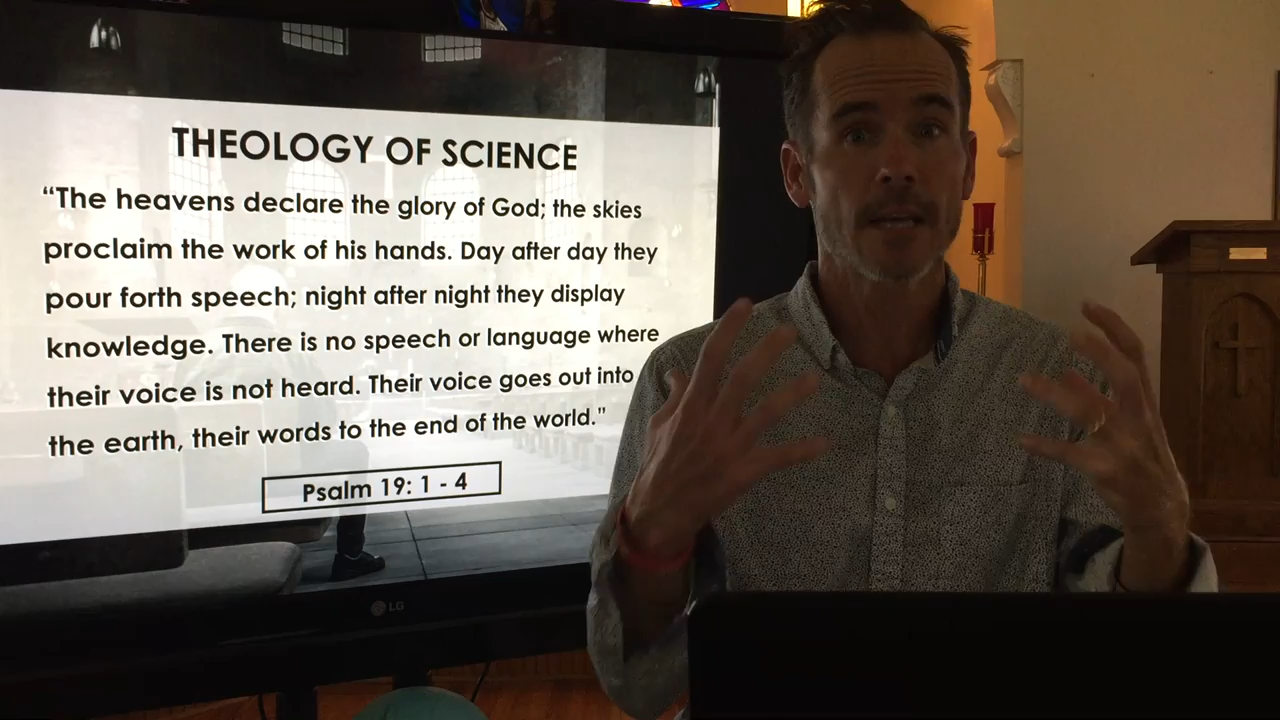 THEOLOGY OF SCIENCE
“The heavens declare the glory of God; the skies
proclaim the work of his hands. Day after day they
pour forth speech; night after night they display
knowledge. There is no speech or language where
their voice is not heard. Their voice goes out into
the earth, their words to the end of the world.”
Psalm 19: 1 - 4
LG